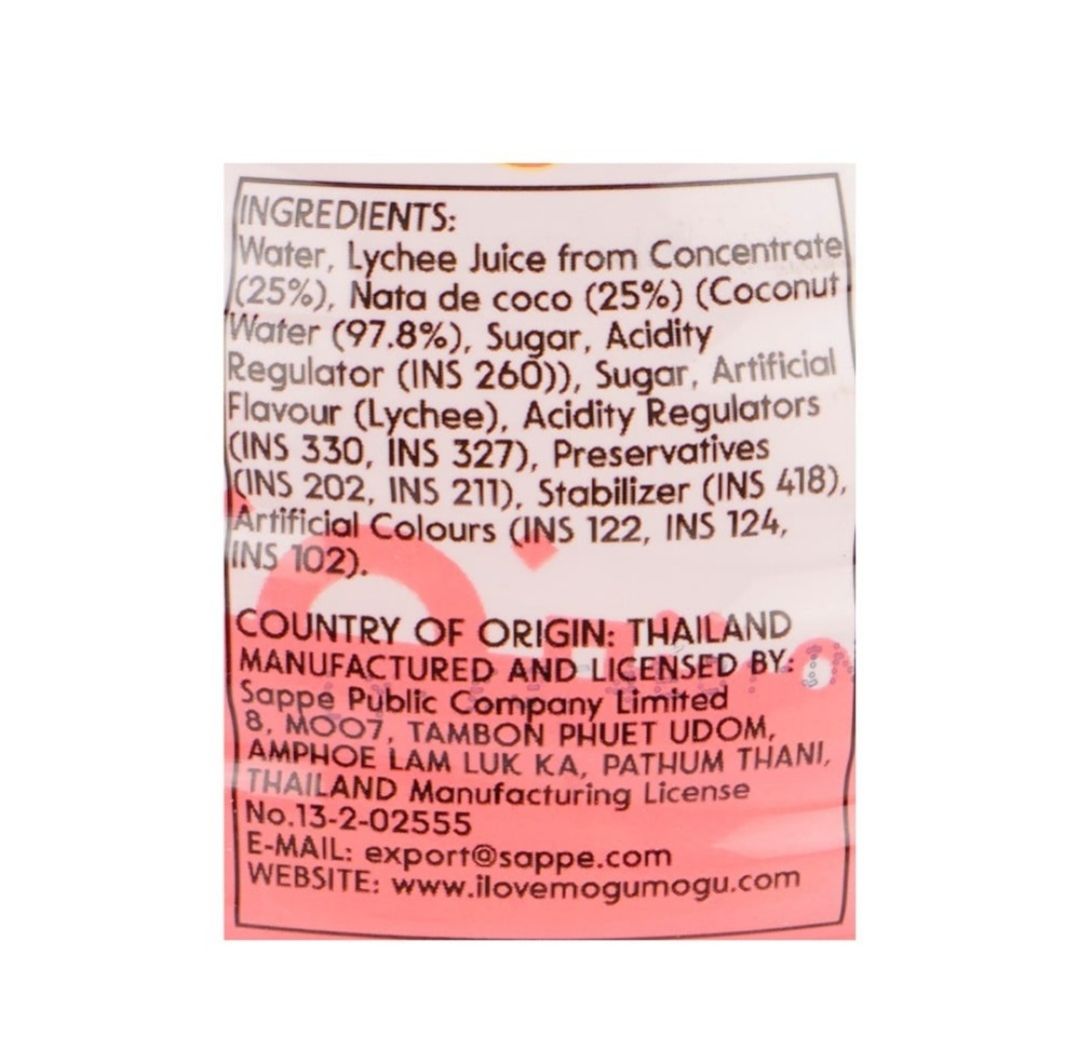 INGREDIENTS:
Water, Lychee Juice from Concentrate
(25%), Nata de coco (25%) (Coconut
Water (97.8%), Sugar, Acidity
Regulator (INS 260)), Sugar, Artificial
Flavour (Lychee), Acidity Regulators
(INS 330, INS 327), Preservatives
(INS 202, INS 211), Stabilizer (INS 418),
Artificial Colours (INS 122, INS 124,
INS 102).
COUNTRY OF ORIGIN: THAILAND
MANUFACTURED AND LICENSED BY:
Sappe Public Company Limited
8, MOO7, TAMBON PHUET UDOM,
AMPHOE LAM LUK KA, PATHUM THANI,
THAILAND Manufacturing License
No.13-2-02555
E-MAIL: export@sappe.com
WEBSITE: www.ilovemogumogu.com